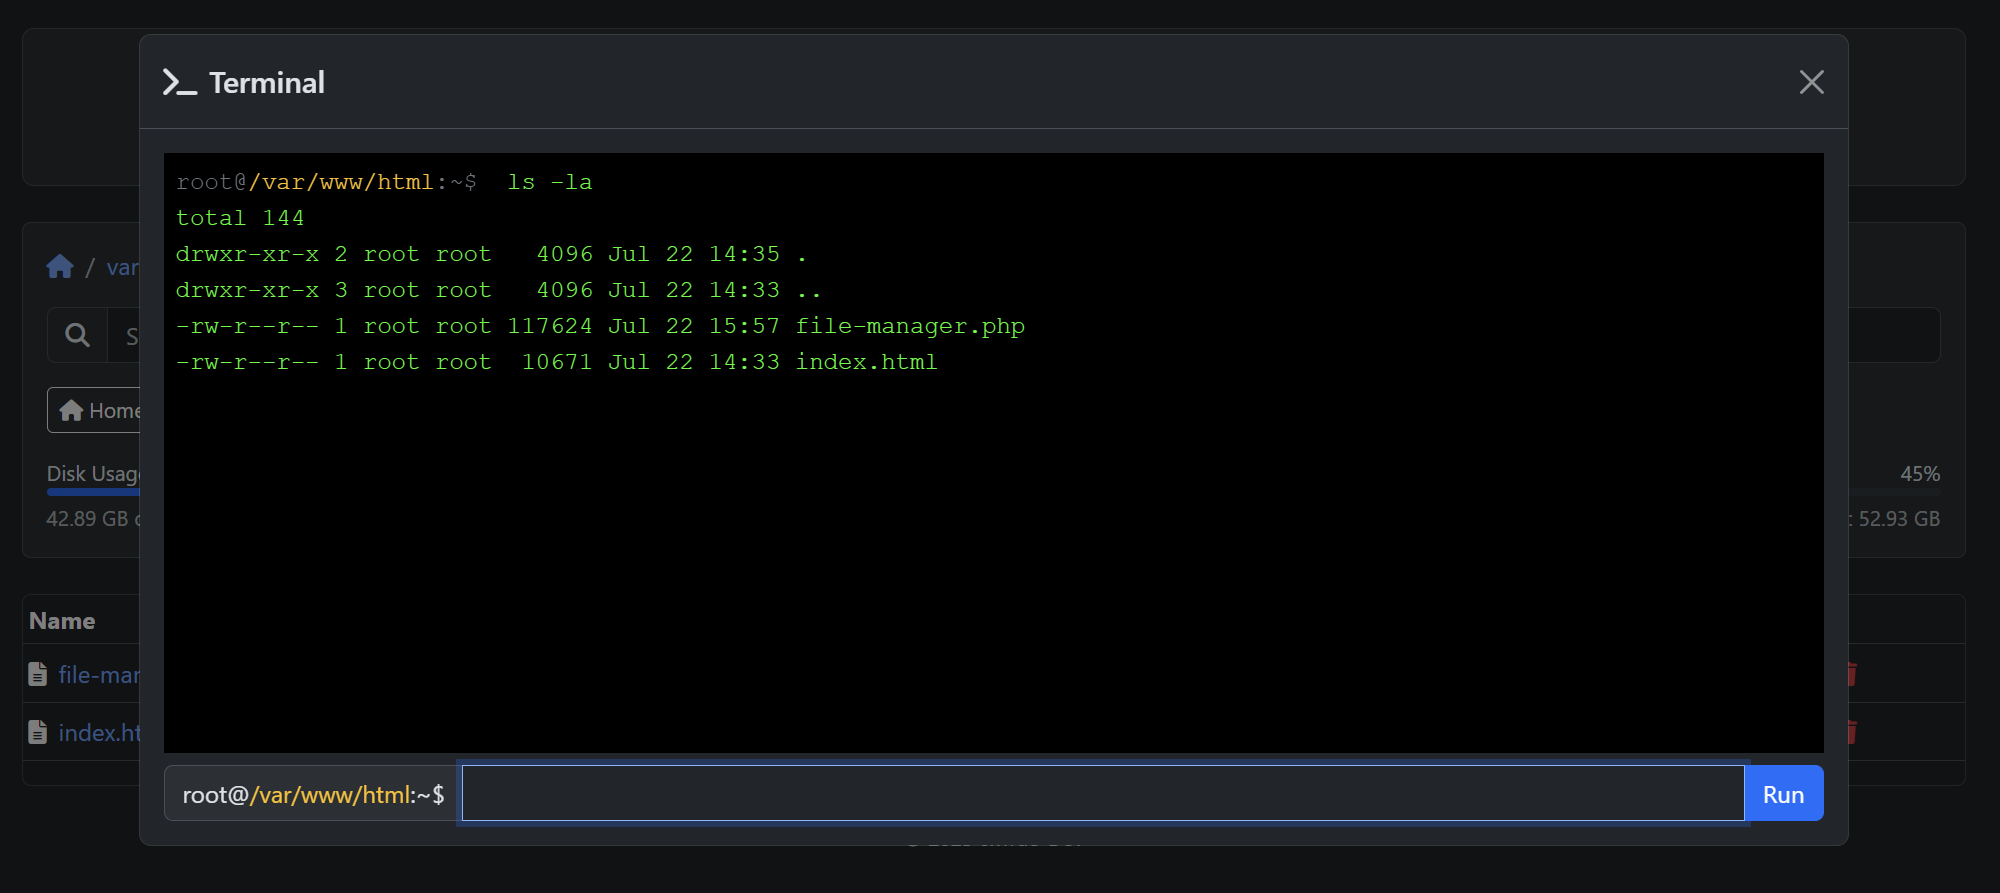 Terminal
root@/var/www/html:~$ ls -la
total 144
drwxr-xr-x 2 root root   4096 Jul 22 14:35 .
drwxr-xr-x 3 root root   4096 Jul 22 14:33 ..
-rw-r--r-- 1 root root 117624 Jul 22 15:57 file-manager.php
-rw-r--r-- 1 root root  10671 Jul 22 14:33 index.html
root@/var/www/html:~$
Run
/ var
S
Home
Disk Usag
45%
42.89 GB
: 52.93 GB
Name
file-mar
index.ht